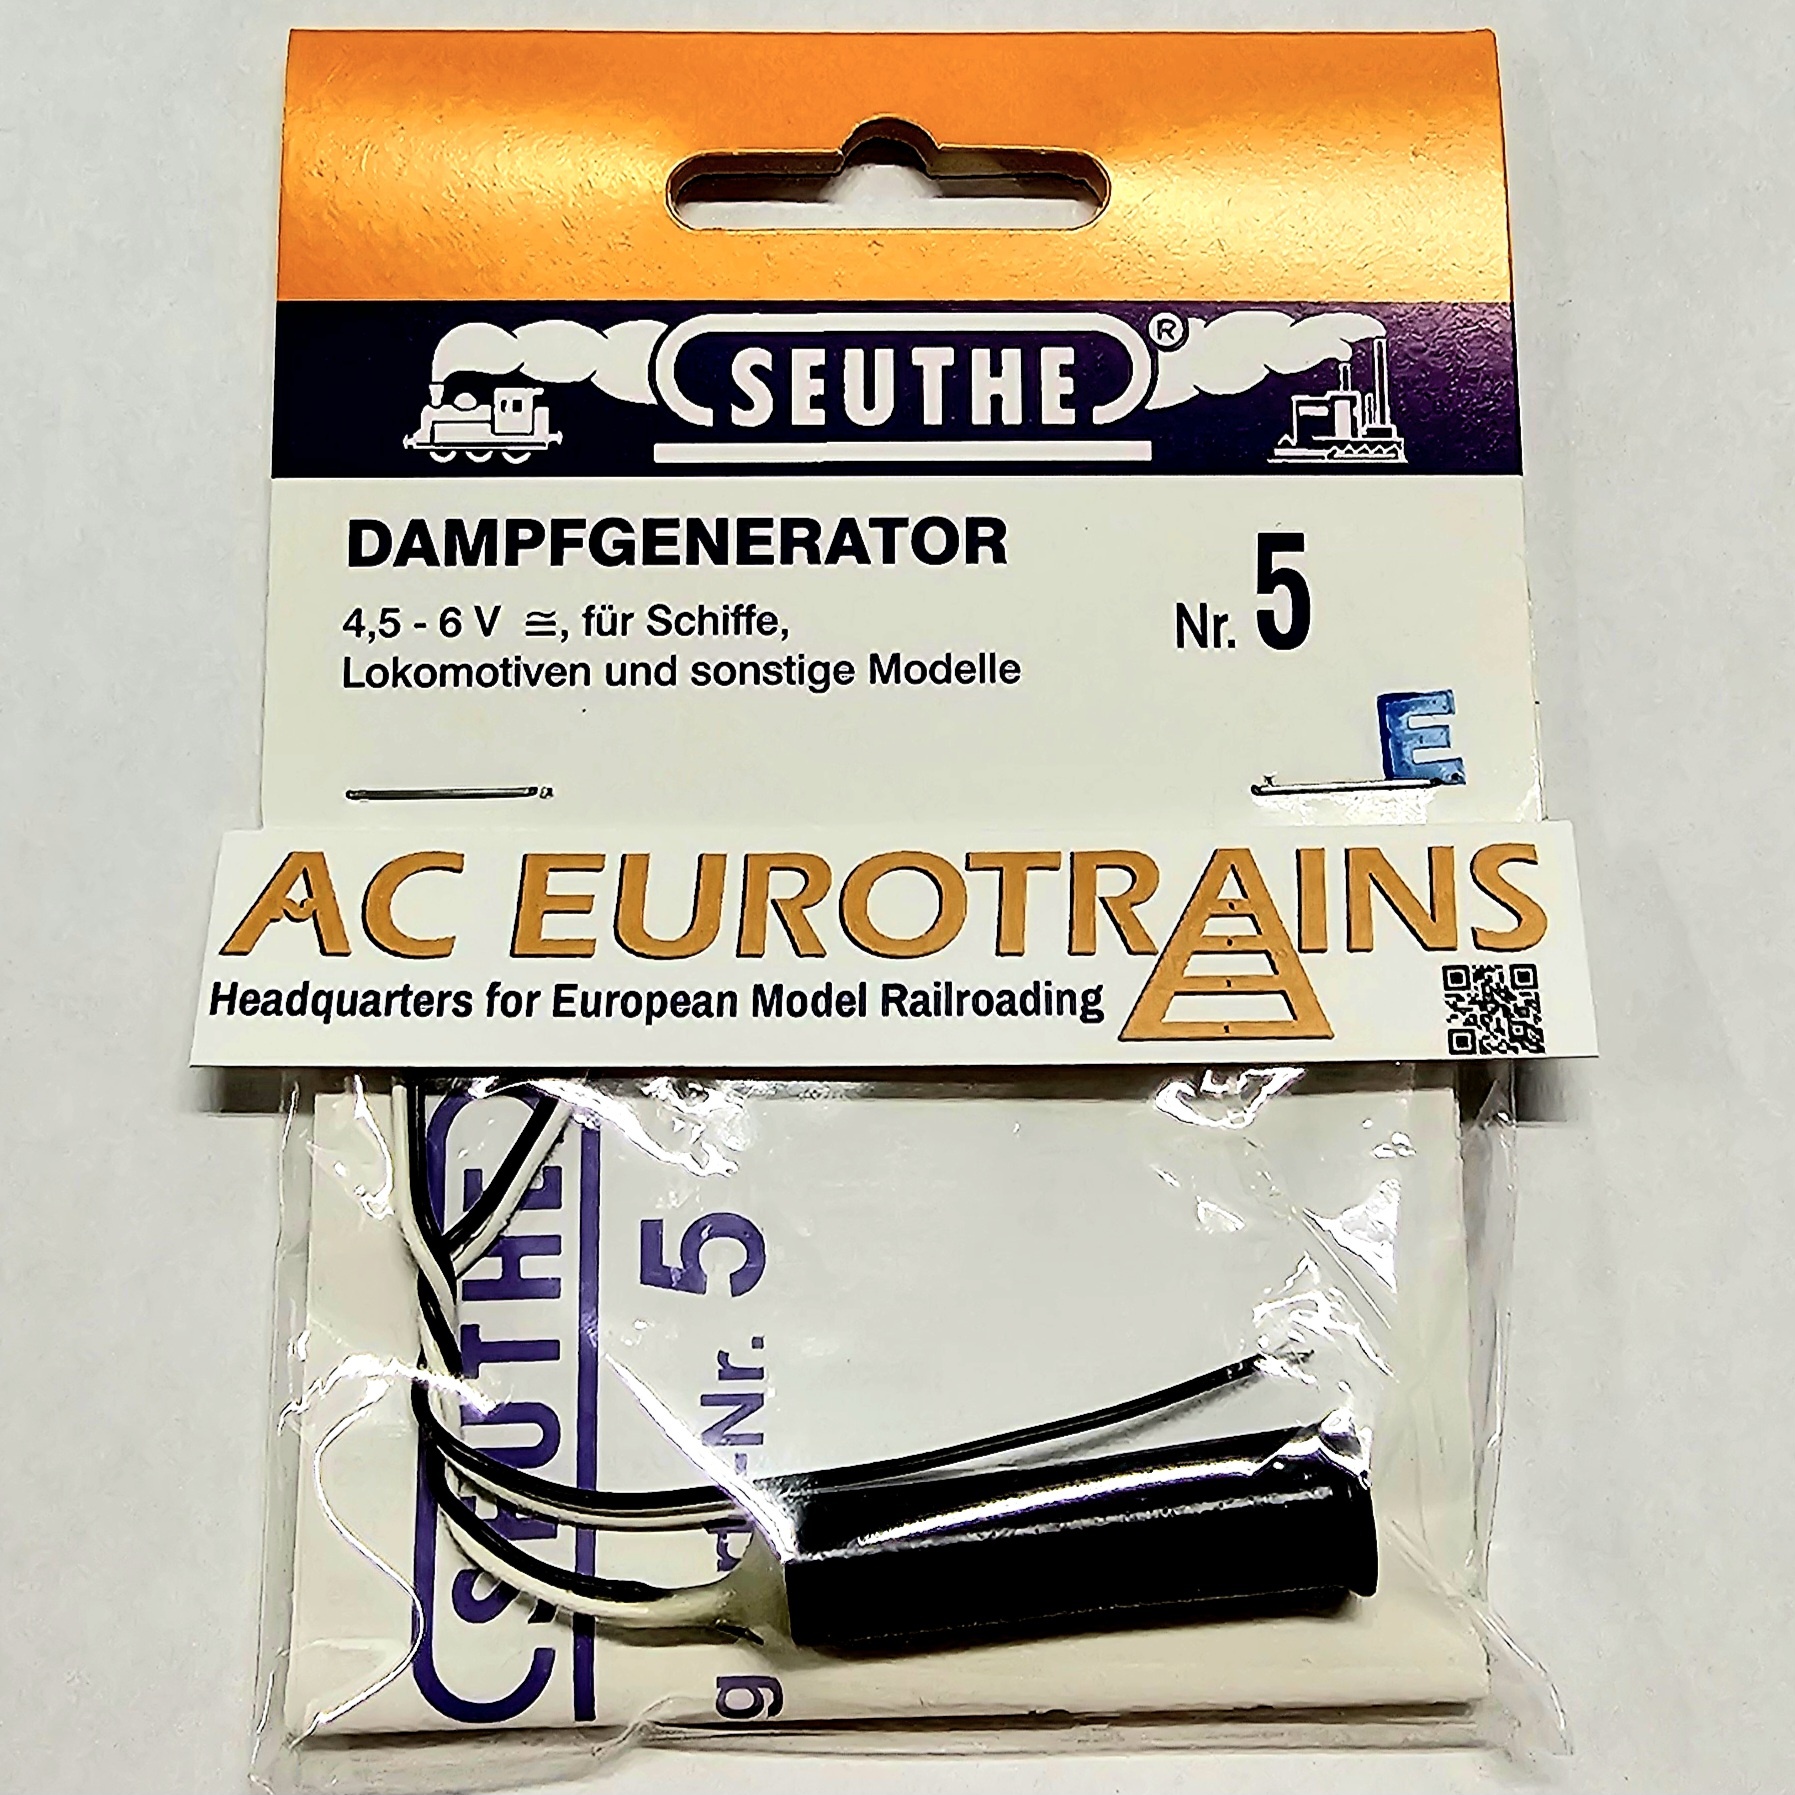 SEUTHE ®
DAMPFGENERATOR
4,5 - 6 V ≅, für Schiffe,
Lokomotiven und sonstige Modelle
Nr. 5
E
AC EUROTRAINS
Headquarters for European Model Railroading
SEUTHE
-Nr. 5
g